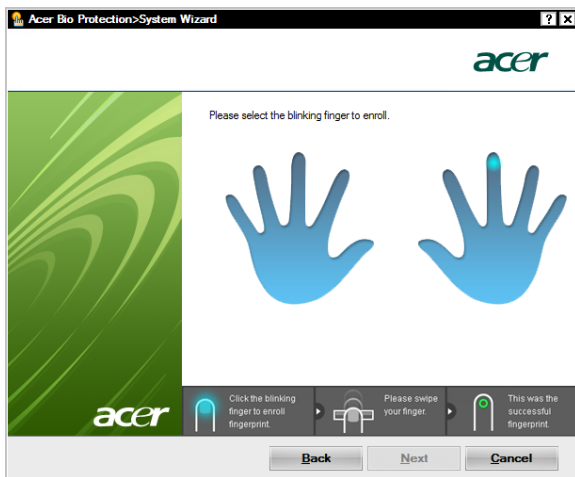 Acer Bio Protection>System Wizard
acer
Please select the blinking finger to enroll.
acer
Click the blinking
finger to enroll
fingerprint.
Please swipe
your finger.
This was the
successful
fingerprint.
Back
Next
Cancel